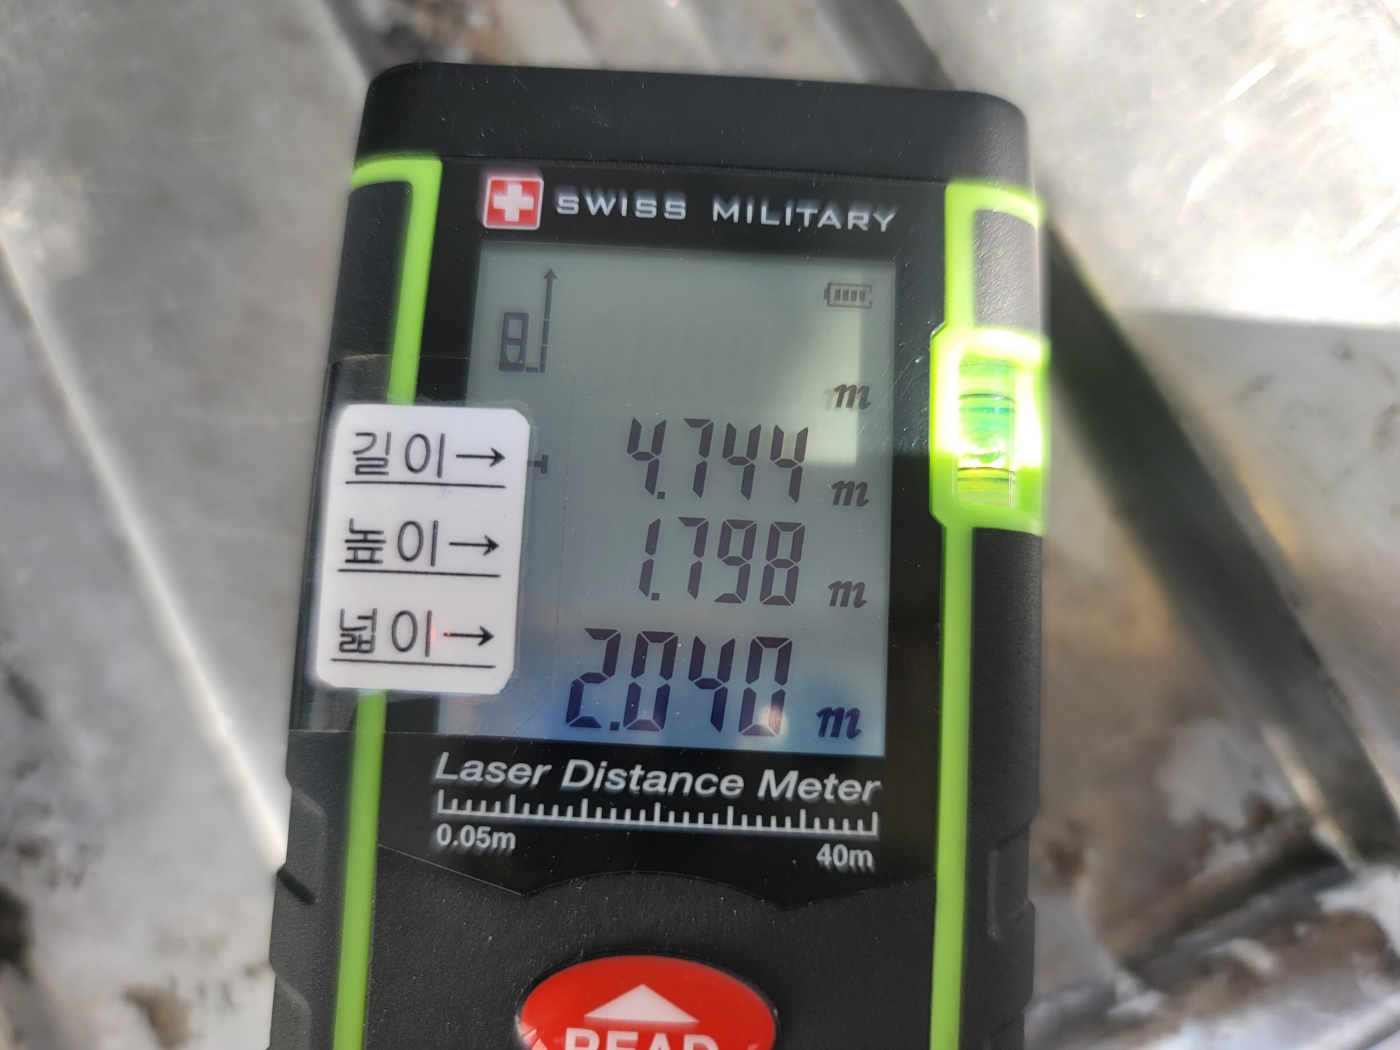 SWISS MILITARY
m
길이→ 4.744 m
높이→ 1.798 m
넓이→ 2.040 m
Laser Distance Meter
0.05m 40m
READ